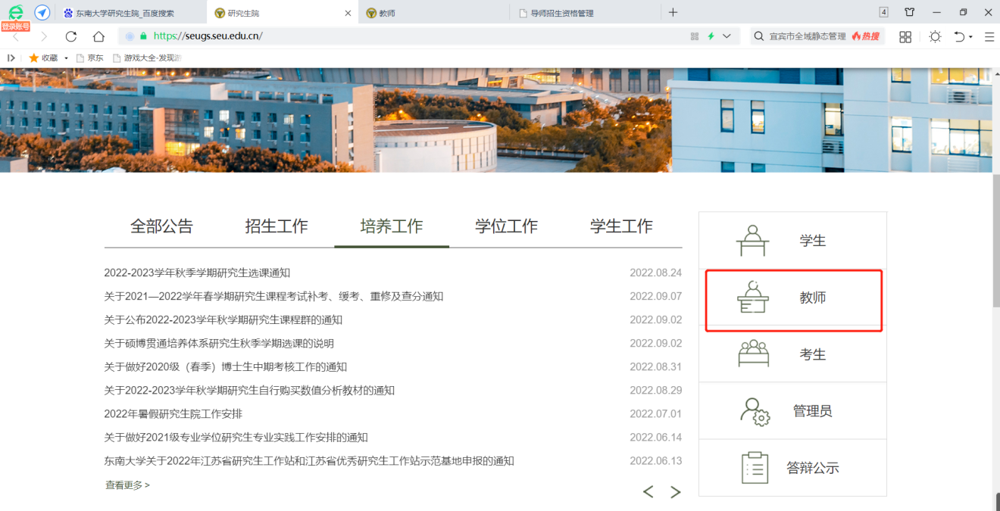 东南大学研究生院_百度搜索
研究生院
教师
导师招生资格管理
4
登录账号
https://seugs.seu.edu.cn/
宜宾市全域静态管理
热搜
收藏
京东
游戏大全-发现游
全部公告
招生工作
培养工作
学位工作
学生工作
2022-2023学年秋季学期研究生选课通知 2022.08.24
关于2021—2022学年春学期研究生课程考试补考、缓考、重修及查分通知 2022.09.07
关于公布2022-2023学年秋学期研究生课程群的通知 2022.09.02
关于硕博贯通培养体系研究生秋季学期选课的说明 2022.09.02
关于做好2020级（春季）博士生中期考核工作的通知 2022.08.31
关于2022-2023学年秋学期研究生自行购买数值分析教材的通知 2022.08.29
2022年暑假研究生院工作安排 2022.07.01
关于做好2021级专业学位研究生专业实践工作安排的通知 2022.06.14
东南大学关于2022年江苏省研究生工作站和江苏省优秀研究生工作站示范基地申报的通知 2022.06.13
查看更多 >
学生
教师
考生
管理员
答辩公示